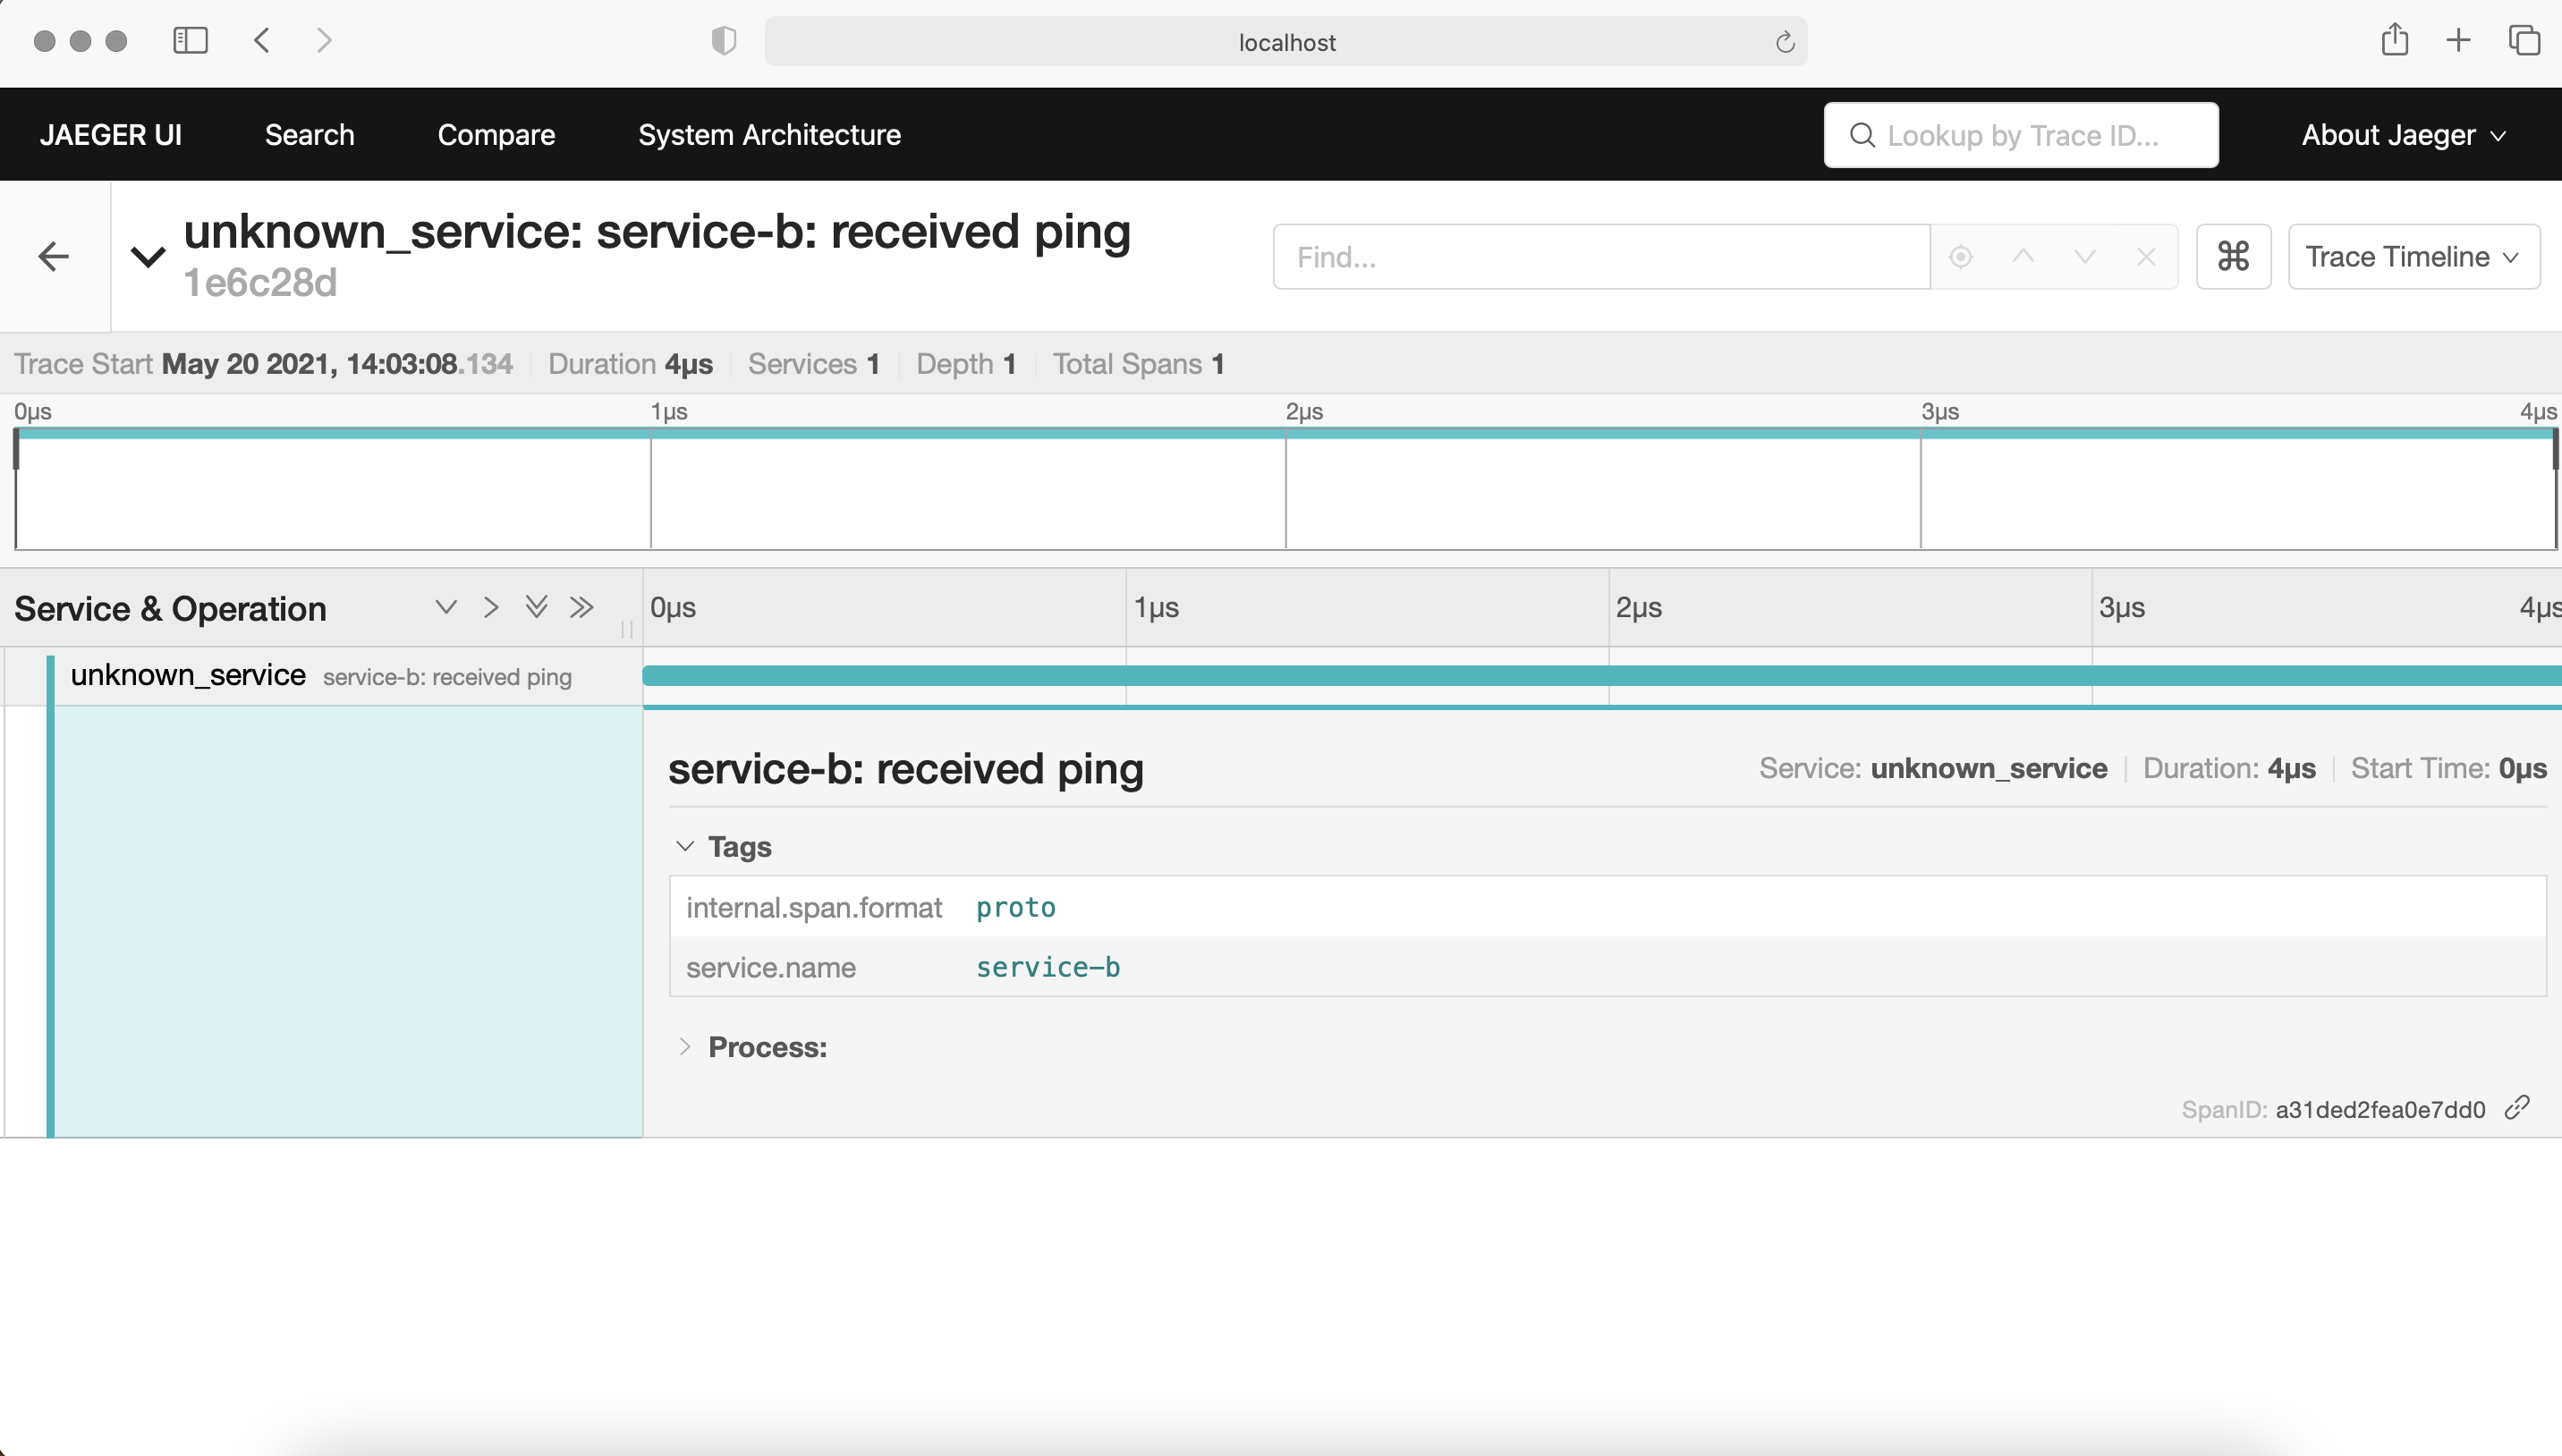 localhost
JAEGER UI Search Compare System Architecture Lookup by Trace ID... About Jaeger
unknown_service: service-b: received ping
1e6c28d
Find...
Trace Timeline
Trace Start May 20 2021, 14:03:08.134 Duration 4μs Services 1 Depth 1 Total Spans 1
0μs 1μs 2μs 3μs 4μs
Service & Operation 0μs 1μs 2μs 3μs 4μs
unknown_service service-b: received ping
service-b: received ping Service: unknown_service Duration: 4μs Start Time: 0μs
Tags
internal.span.format proto
service.name service-b
Process:
SpanID: a31ded2fea0e7dd0